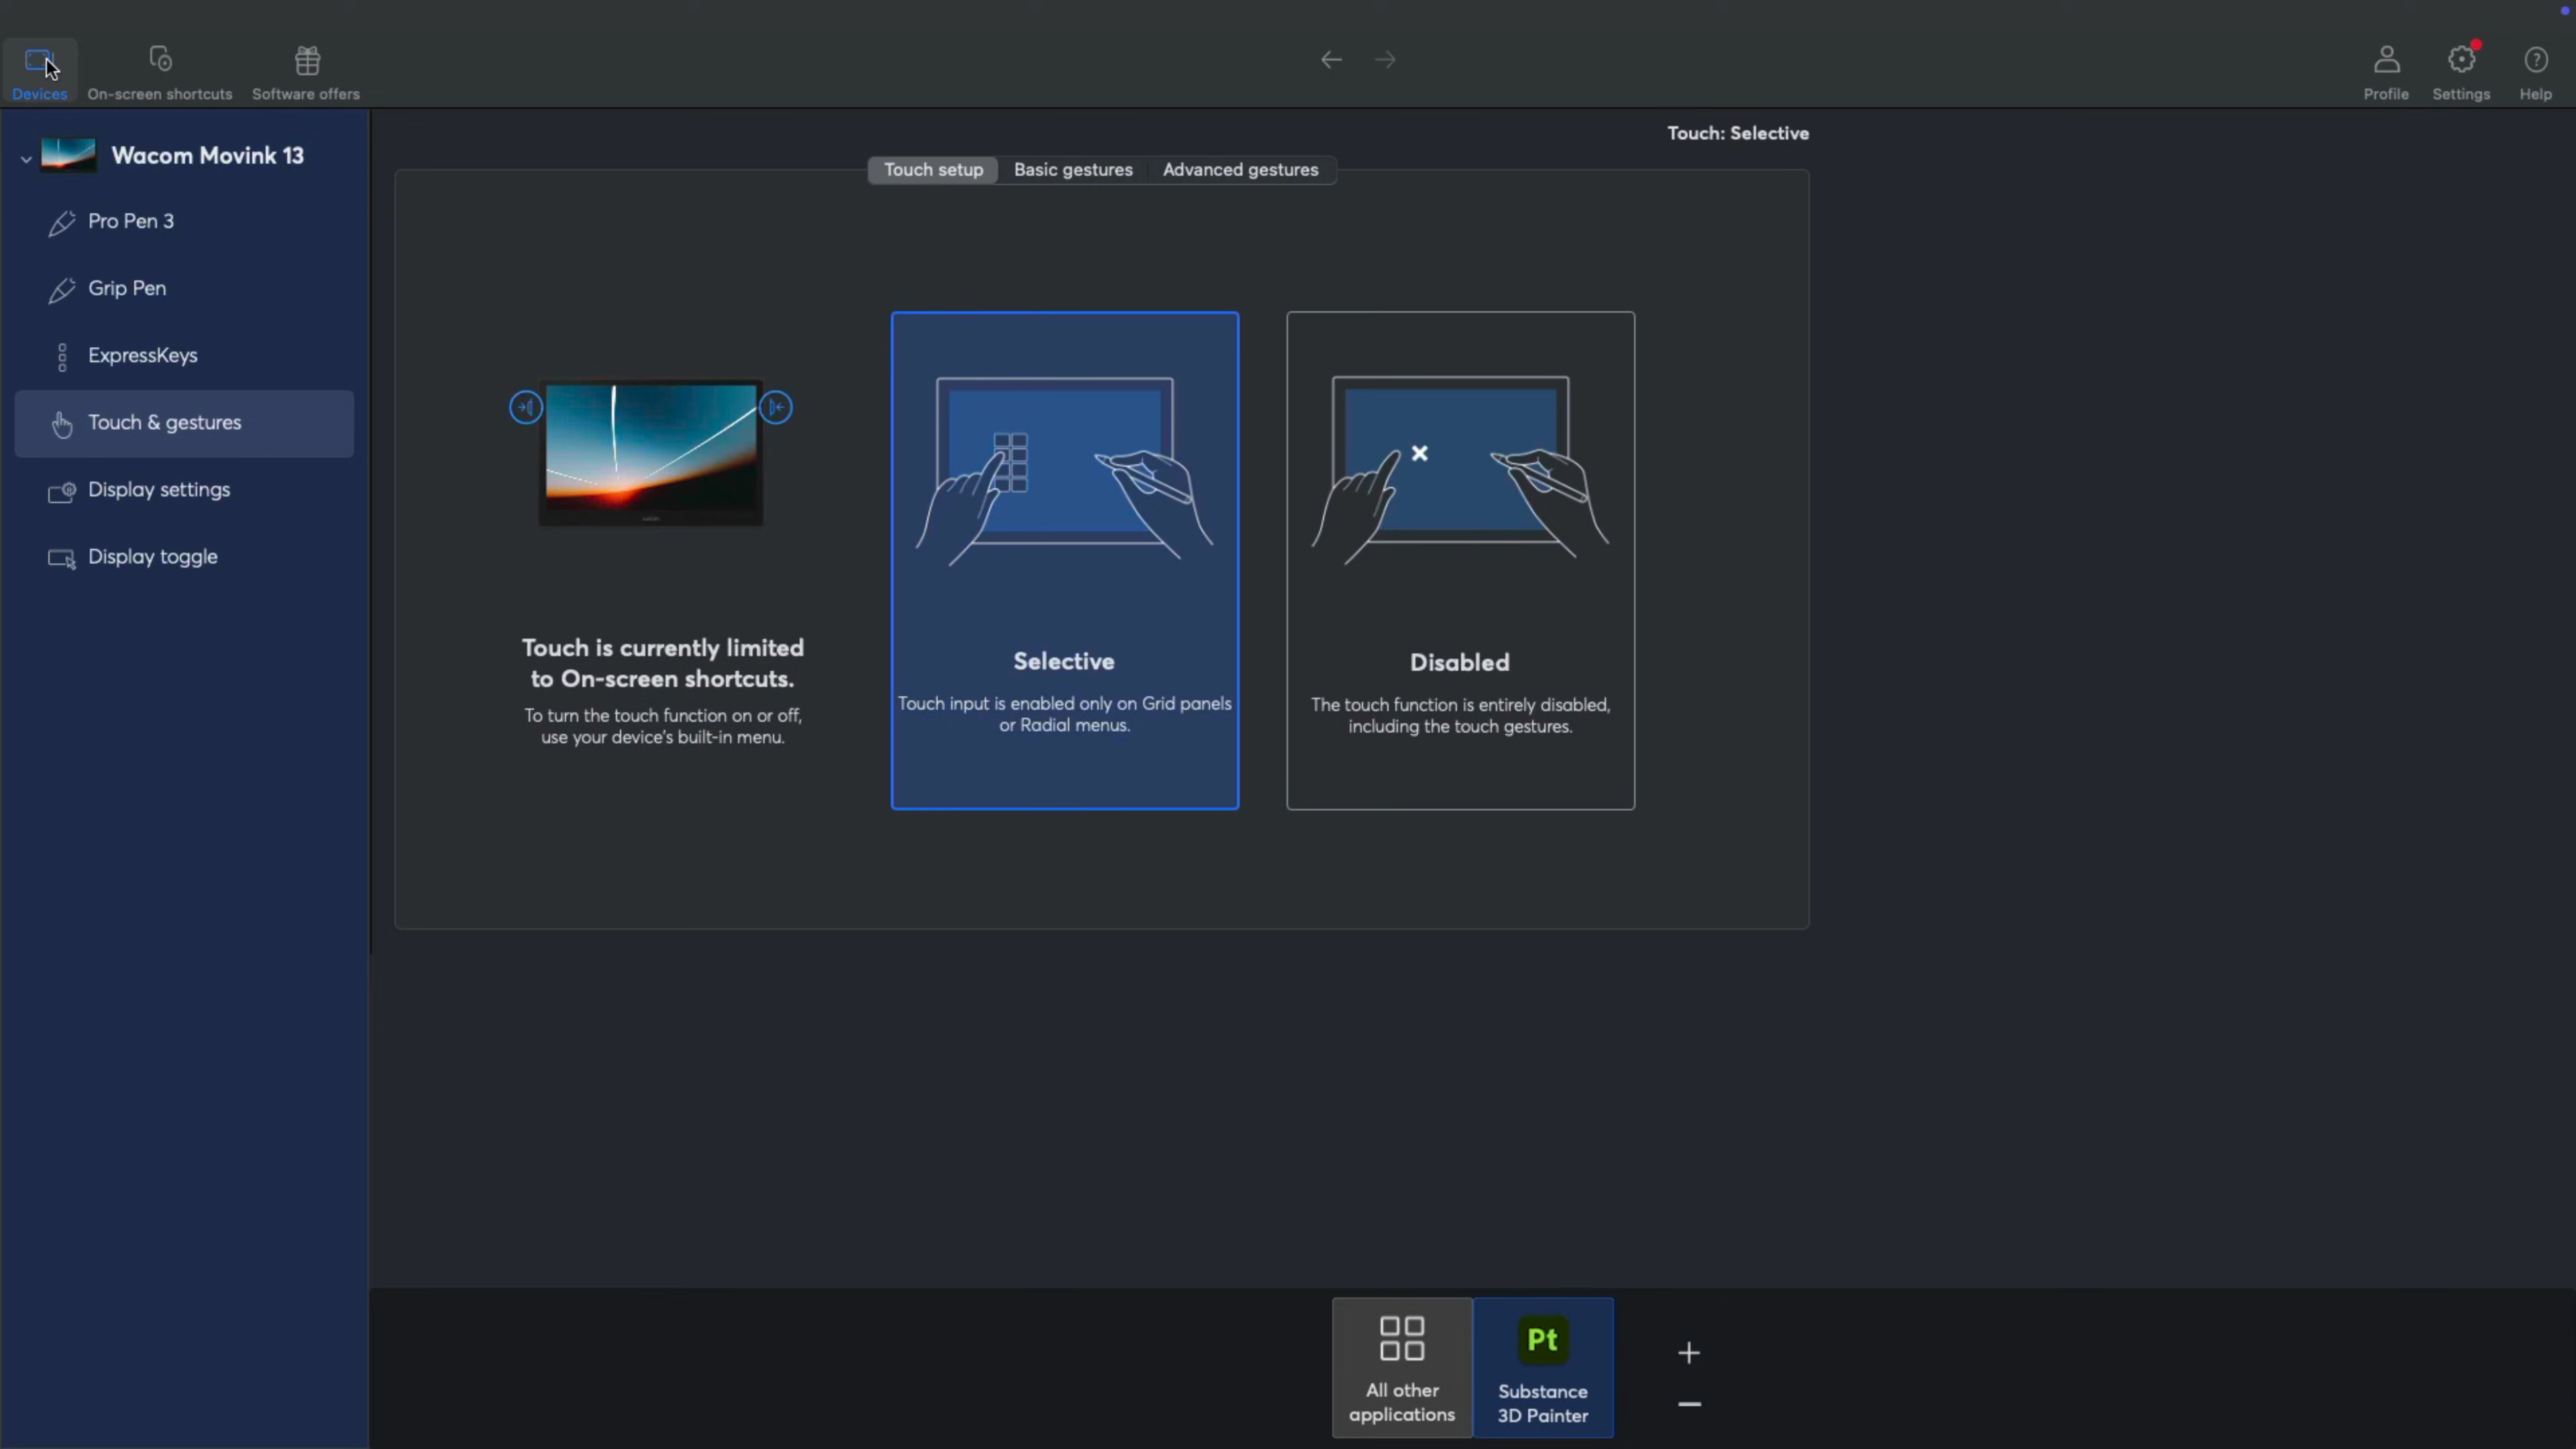 Devices
On-screen shortcuts
Software offers
Profile
Settings
Help
Wacom Movink 13
Pro Pen 3
Grip Pen
ExpressKeys
Touch & gestures
Display settings
Display toggle
Touch: Selective
Touch setup
Basic gestures
Advanced gestures
Touch is currently limited
to On-screen shortcuts.
To turn the touch function on or off,
use your device's built-in menu.
Selective
Touch input is enabled only on Grid panels
or Radial menus.
Disabled
The touch function is entirely disabled,
including the touch gestures.
All other
applications
Pt
Substance
3D Painter